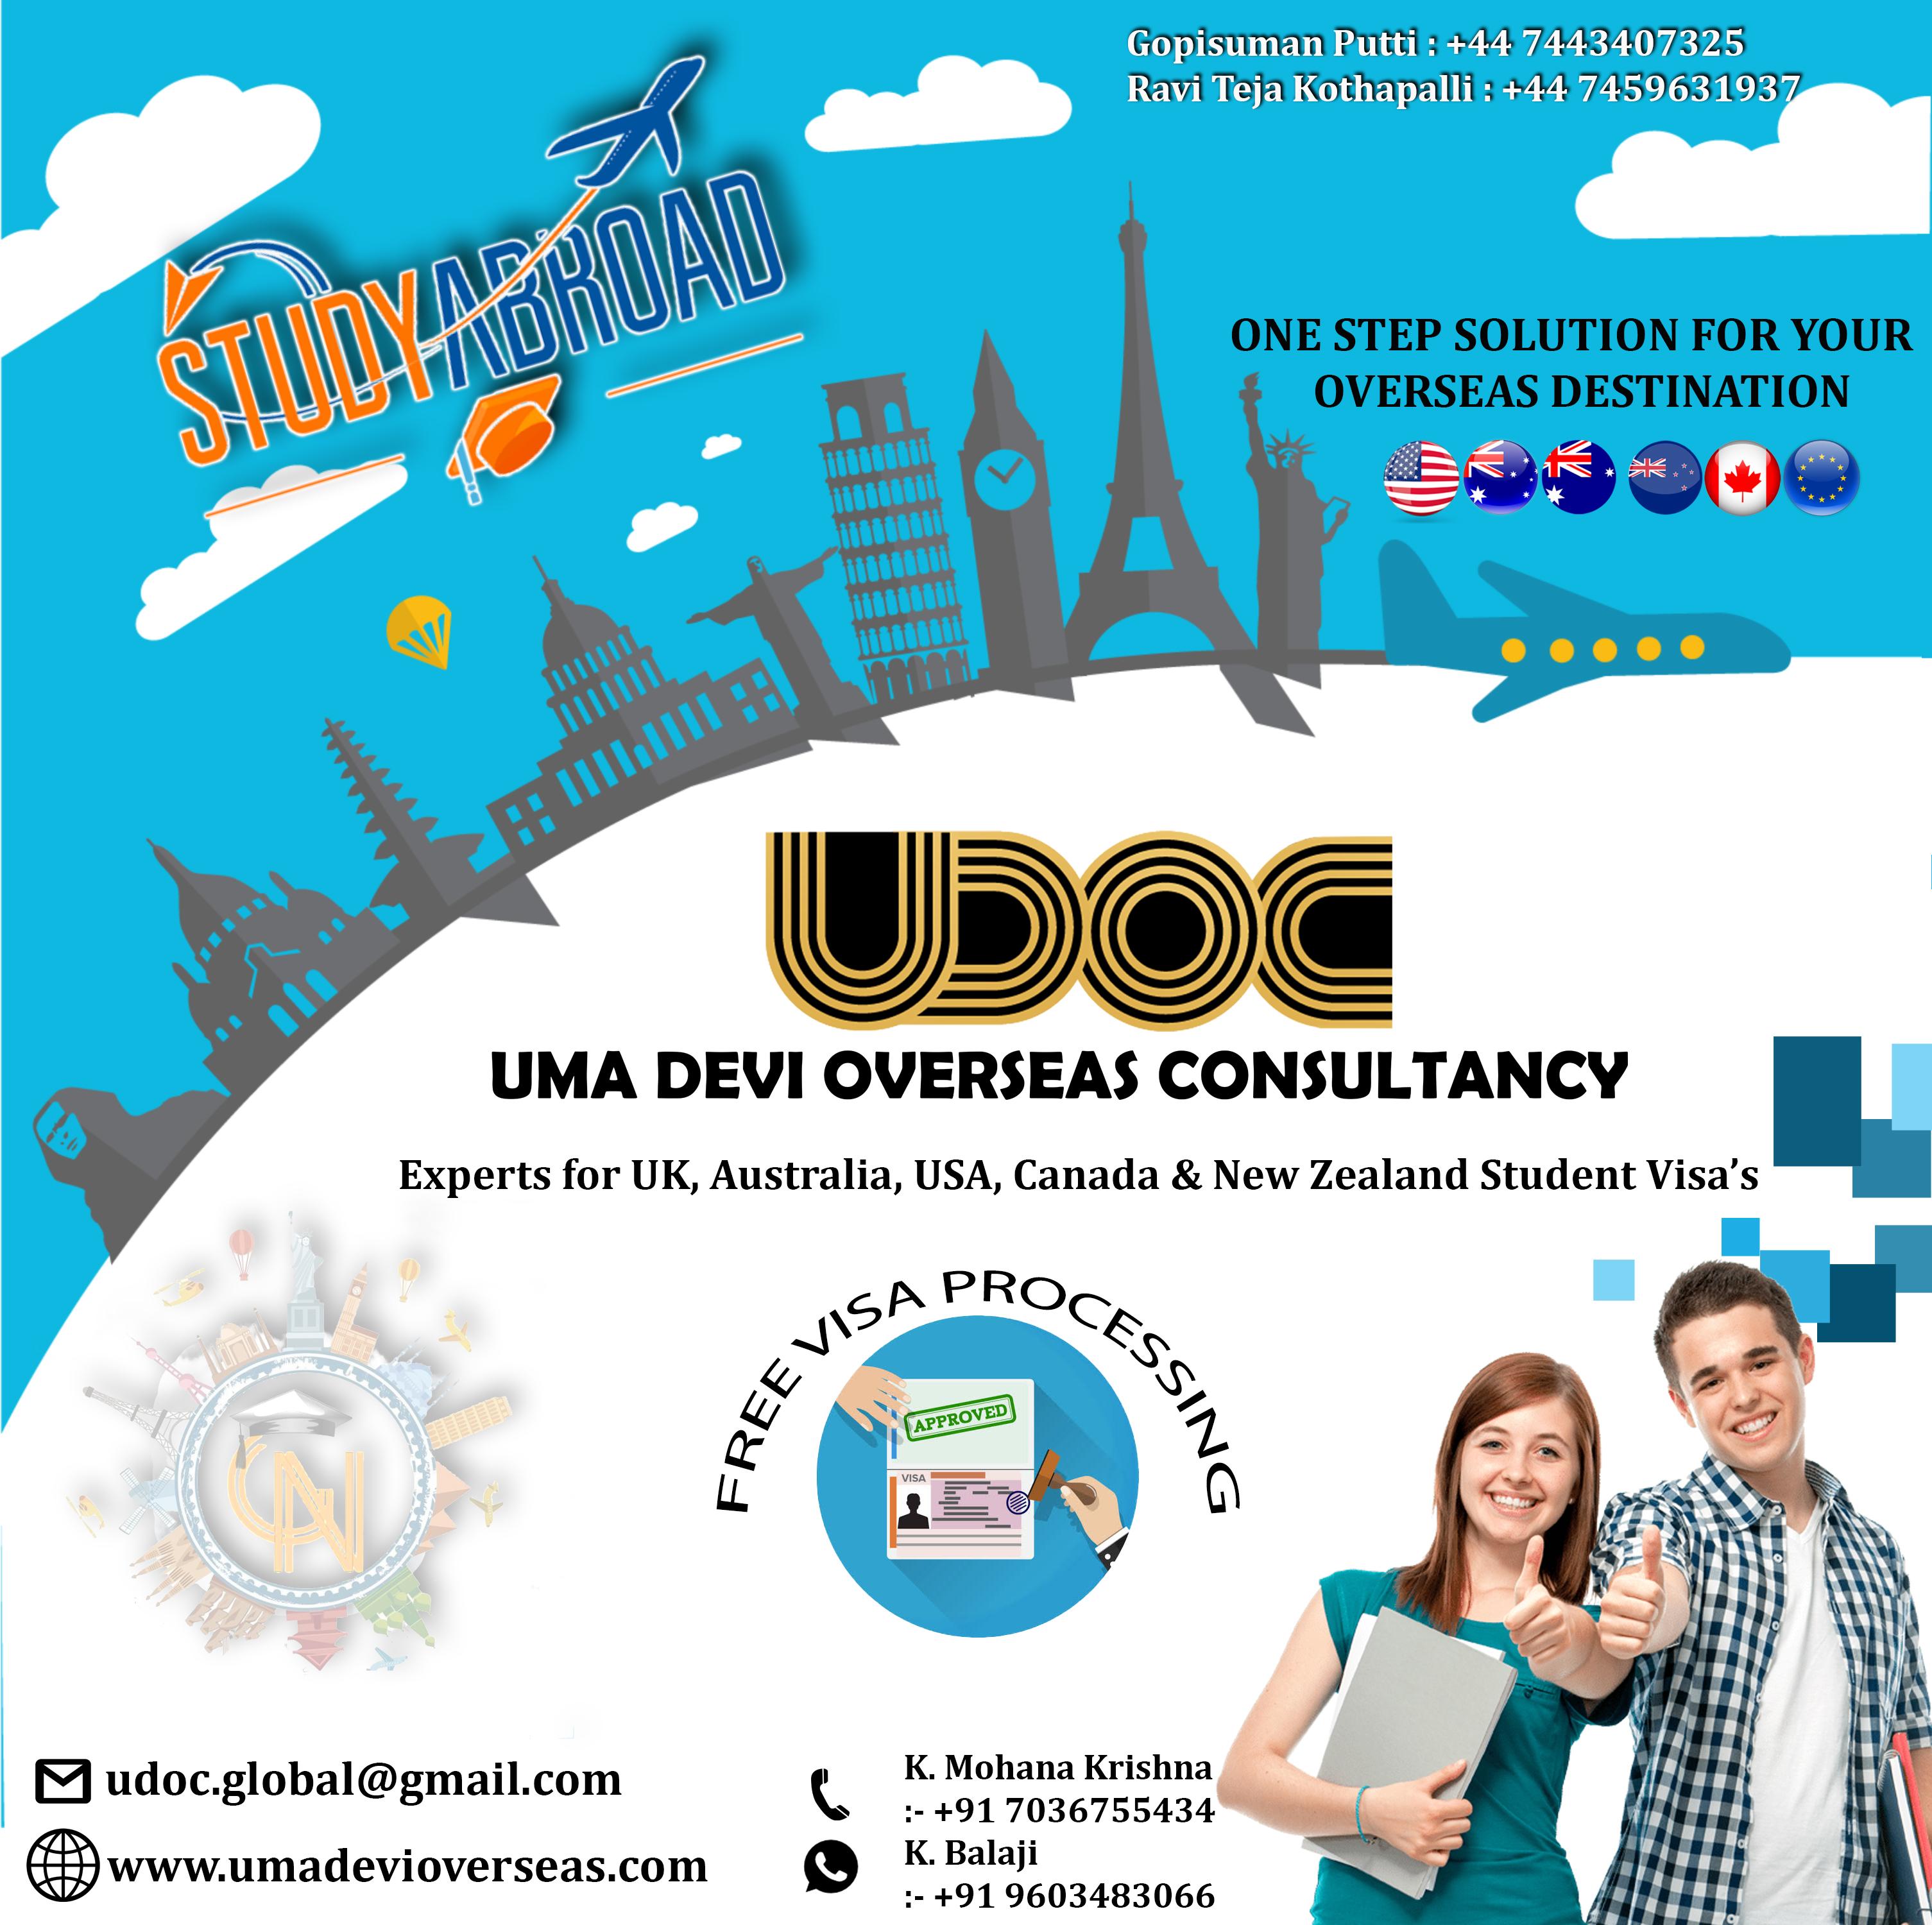 Gopisuman Putti : +44 7443407325
Ravi Teja Kothapalli : +44 7459631937
STUDY ABROAD
ONE STEP SOLUTION FOR YOUR
OVERSEAS DESTINATION
UDOC
UMA DEVI OVERSEAS CONSULTANCY
Experts for UK, Australia, USA, Canada & New Zealand Student Visa's
FREE VISA PROCESSING
APPROVED
VISA
udoc.global@gmail.com
www.umadevioverseas.com
K. Mohana Krishna
:- +91 7036755434
K. Balaji
:- +91 9603483066